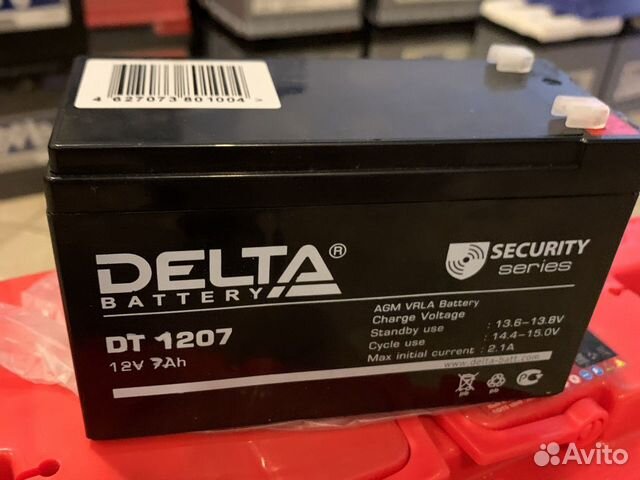 4 627073 801004 >
DELTA®
BATTERY
SECURITY
series
DT 1207
12V 7Ah
AGM VRLA Battery
Charge Voltage
Standby use : 13.6-13.8V
Cycle use : 14.4-15.0V
Max initial current : 2.1A
www.delta-batt.com
Pb
Pb
Avito